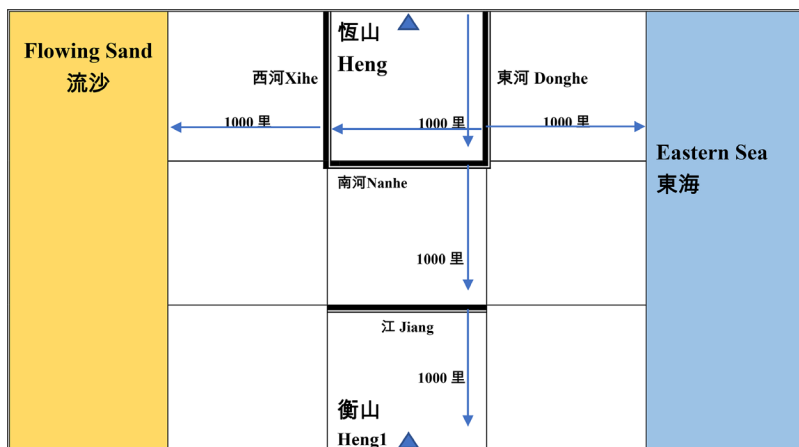 Flowing Sand
流沙
恆山
Heng
西河Xihe
東河 Donghe
1000 里
1000 里
1000 里
Eastern Sea
東海
南河Nanhe
1000 里
江 Jiang
1000 里
衡山
Heng1